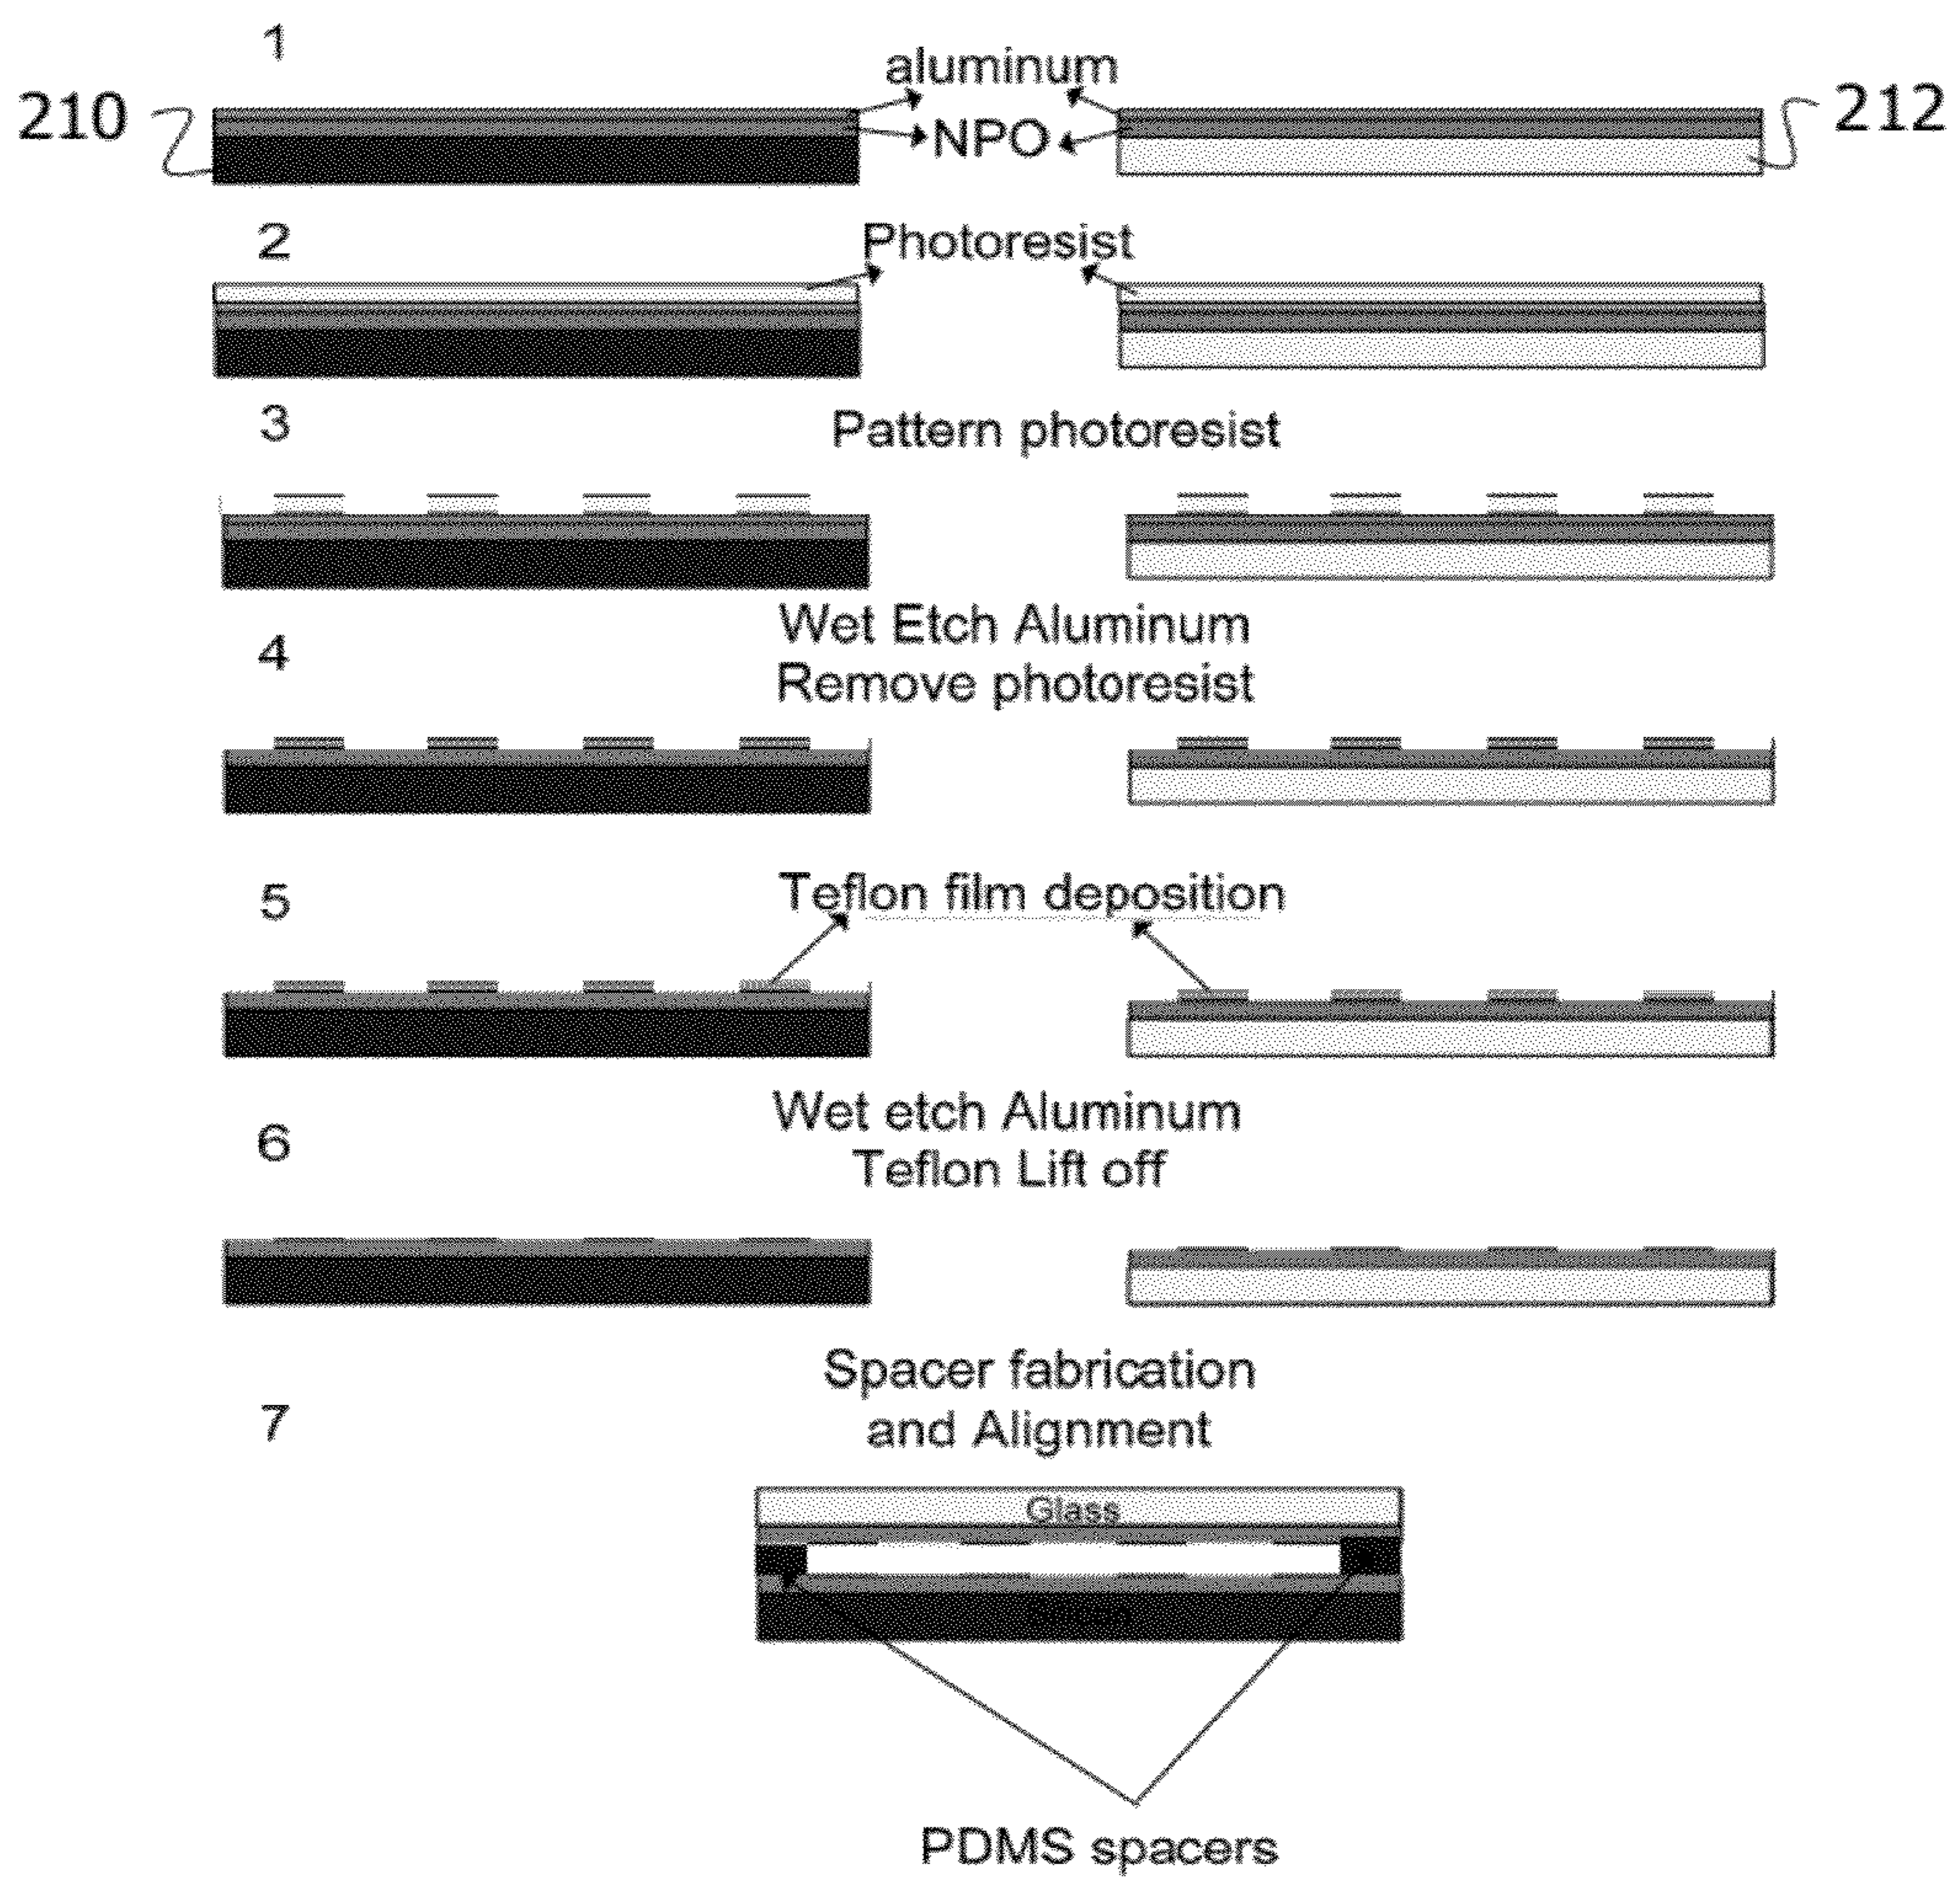 1
aluminum
210
NPO
212
2
Photoresist
3
Pattern photoresist
4
Wet Etch Aluminum
Remove photoresist
5
Teflon film deposition
6
Wet etch Aluminum
Teflon Lift off
7
Spacer fabrication
and Alignment
Glass
PDMS spacers